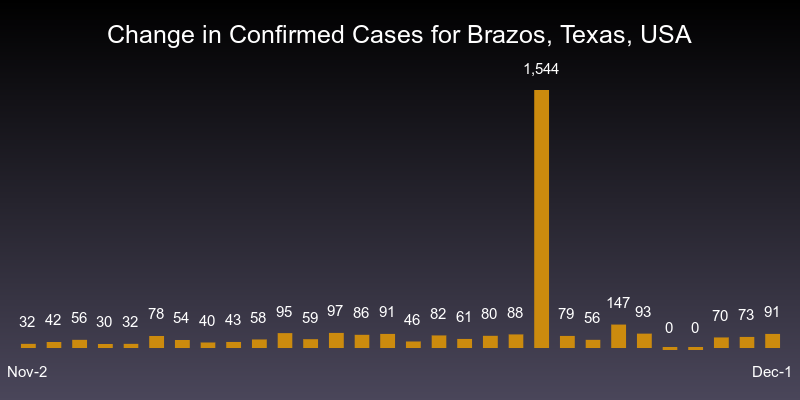 Change in Confirmed Cases for Brazos, Texas, USA
1,544
32 42 56 30 32 78 54 40 43 58 95 59 97 86 91 46 82 61 80 88 79 56 147 93 0 0 70 73 91
Nov-2 Dec-1